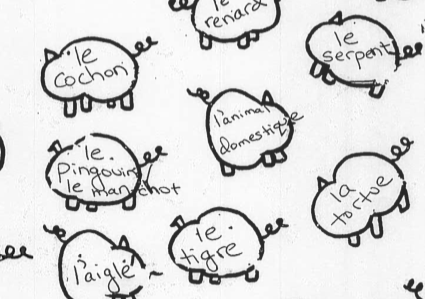 le
renard
le
serpent
le
cochon
l'animal
domestique
le
pingouin
le manchot
la
tortue
le
tigre
l'aigle